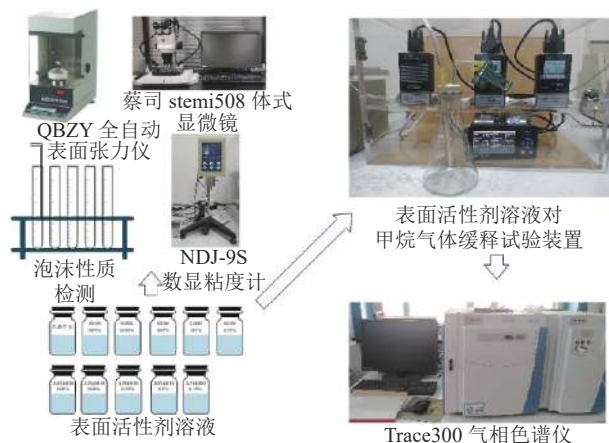 蔡司 stemi508 体式
显微镜
QBZY 全自动
表面张力仪
NDJ-9S
数显粘度计
泡沫性质
检测
表面活性剂溶液
表面活性剂溶液对
甲烷气体缓释试验装置
Trace300 气相色谱仪